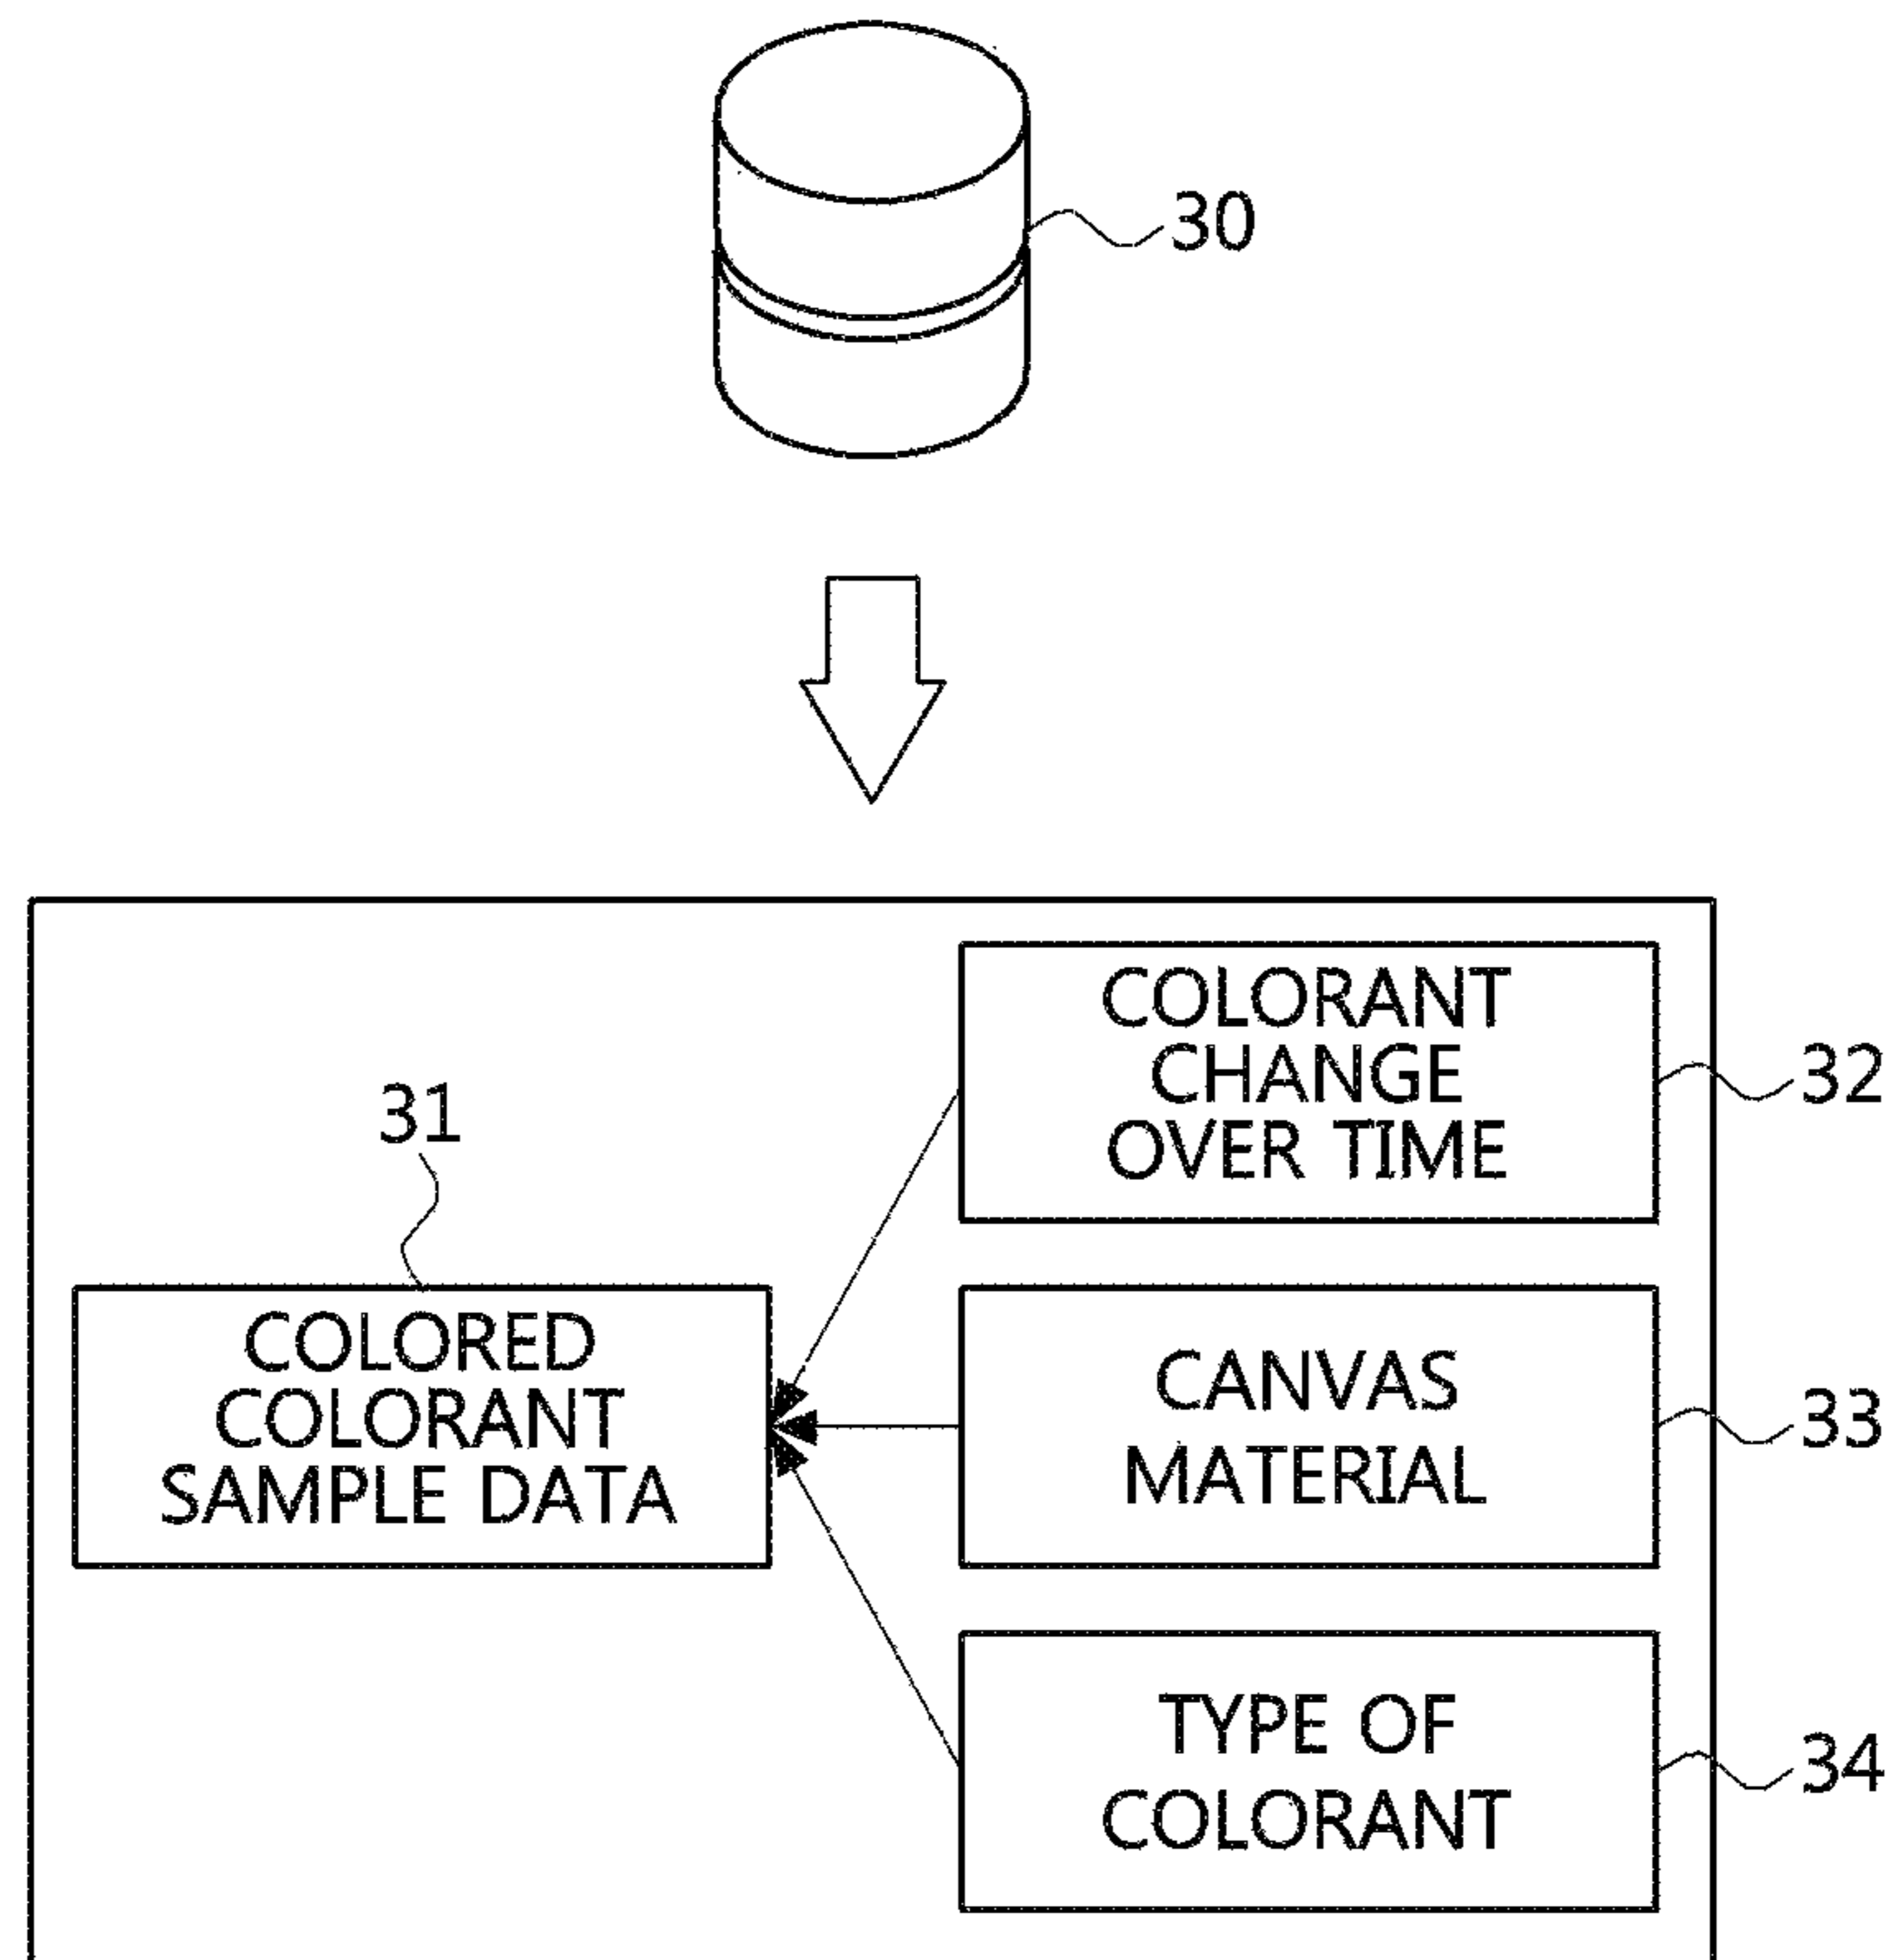 30
COLORANT
CHANGE
OVER TIME
32
31
COLORED
COLORANT
SAMPLE DATA
CANVAS
MATERIAL
33
TYPE OF
COLORANT
34